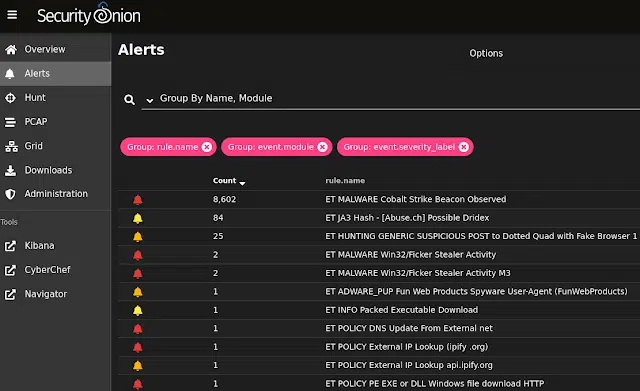 Security Onion
Overview
Alerts
Hunt
PCAP
Grid
Downloads
Administration
Tools
Kibana
CyberChef
Navigator
Alerts
Options
Group By Name, Module
Group: rule.name Group: event.module Group: event.severity_label
Count rule.name
8,602 ET MALWARE Cobalt Strike Beacon Observed
84 ET JA3 Hash - [Abuse.ch] Possible Dridex
25 ET HUNTING GENERIC SUSPICIOUS POST to Dotted Quad with Fake Browser 1
2 ET MALWARE Win32/Ficker Stealer Activity
2 ET MALWARE Win32/Ficker Stealer Activity M3
1 ET ADWARE_PUP Fun Web Products Spyware User-Agent (FunWebProducts)
1 ET INFO Packed Executable Download
1 ET POLICY DNS Update From External net
1 ET POLICY External IP Lookup (ipify .org)
1 ET POLICY External IP Lookup api.ipify.org
1 ET POLICY PE EXE or DLL Windows file download HTTP